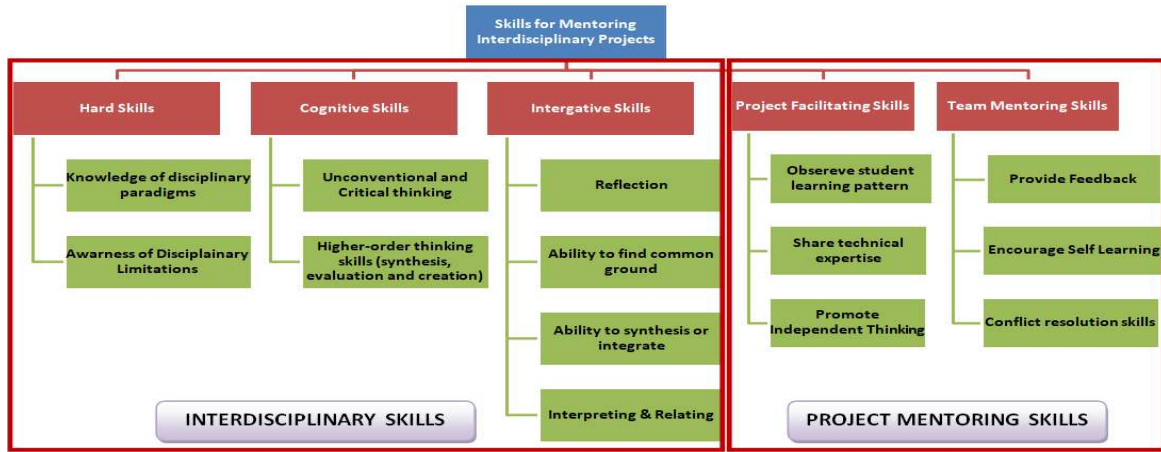 Skills for Mentoring
Interdisciplinary Projects
Hard Skills
Cognitive Skills
Intergative Skills
Project Facilitating Skills
Team Mentoring Skills
Knowledge of disciplinary
paradigms
Awarness of Disciplainary
Limitations
Unconventional and
Critical thinking
Higher-order thinking
skills (synthesis,
evaluation and creation)
Reflection
Ability to find common
ground
Ability to synthesis or
integrate
Interpreting & Relating
Obsereve student
learning pattern
Share technical
expertise
Promote
Independent Thinking
Provide Feedback
Encourage Self Learning
Conflict resolution skills
INTERDISCIPLINARY SKILLS
PROJECT MENTORING SKILLS